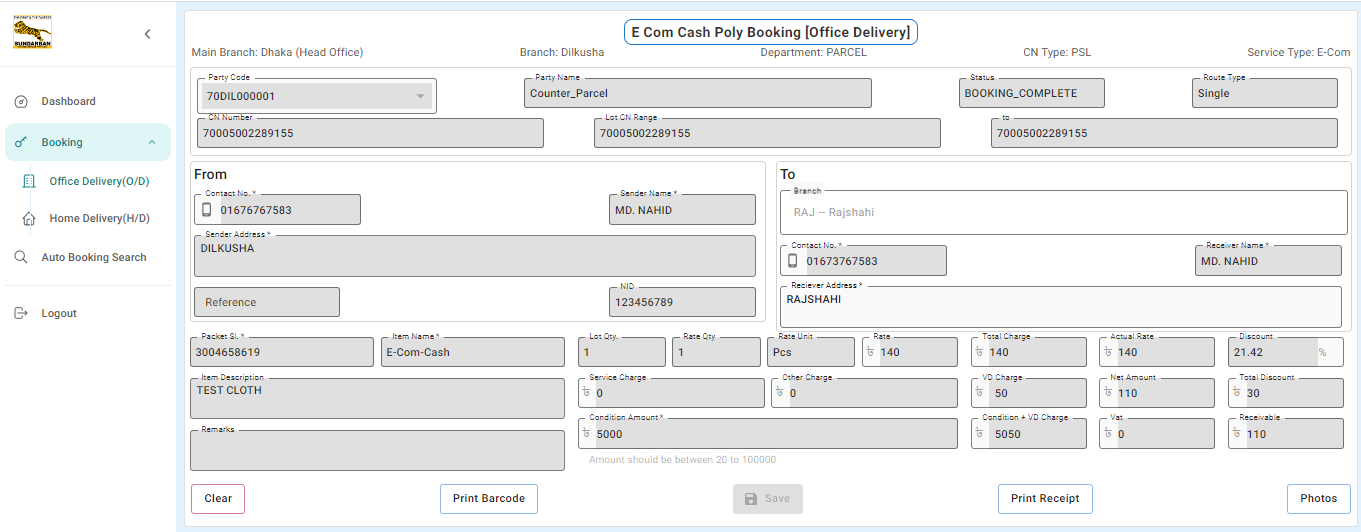 SUNDARBAN
E Com Cash Poly Booking [Office Delivery]
Main Branch: Dhaka (Head Office) Branch: Dilkusha Department: PARCEL CN Type: PSL Service Type: E-Com
Dashboard
Booking
Office Delivery(O/D)
Home Delivery(H/D)
Auto Booking Search
Logout
Party Code Party Name Status Route Type
70DIL000001 Counter_Parcel BOOKING_COMPLETE Single
CN Number Lot CN Range to
70005002289155 70005002289155 70005002289155
From
Contact No. * Sender Name *
01676767583 MD. NAHID
Sender Address *
DILKUSHA
NID
Reference 123456789
To
Branch
RAJ – Rajshahi
Contact No. * Receiver Name *
01673767583 MD. NAHID
Reciever Address *
RAJSHAHI
Packet Sl. * Item Name * Lot Qty. Rate Qty Rate Unit Rate Total Charge Actual Rate Discount
3004658619 E-Com-Cash 1 1 Pcs ৳ 140 ৳ 140 ৳ 140 21.42 %
Item Description Service Charge Other Charge VD Charge Net Amount Total Discount
TEST CLOTH ৳ 0 ৳ 0 ৳ 50 ৳ 110 ৳ 30
Remarks Condition Amount * Condition + VD Charge Vat Receivable
৳ 5000 ৳ 5050 ৳ 0 ৳ 110
Amount should be between 20 to 100000
Clear Print Barcode Save Print Receipt Photos